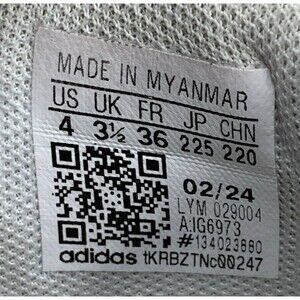 MADE IN MYANMAR
US UK FR JP CHN
4 3½ 36 225 220
02/24
LYM 029004
A:IG6973
#134023860
adidas tKRBZTNc00247